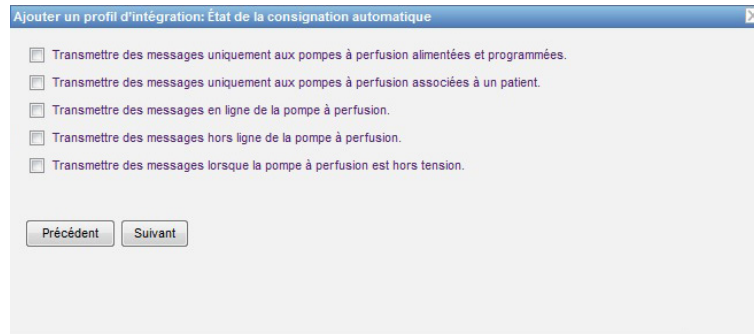 Ajouter un profil d'intégration: État de la consignation automatique
Transmettre des messages uniquement aux pompes à perfusion alimentées et programmées.
Transmettre des messages uniquement aux pompes à perfusion associées à un patient.
Transmettre des messages en ligne de la pompe à perfusion.
Transmettre des messages hors ligne de la pompe à perfusion.
Transmettre des messages lorsque la pompe à perfusion est hors tension.
Précédent Suivant